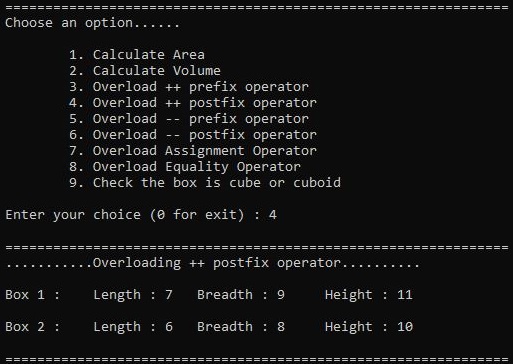 ===============================================================
Choose an option......
1. Calculate Area
2. Calculate Volume
3. Overload ++ prefix operator
4. Overload ++ postfix operator
5. Overload -- prefix operator
6. Overload -- postfix operator
7. Overload Assignment Operator
8. Overload Equality Operator
9. Check the box is cube or cuboid
Enter your choice (0 for exit) : 4
===============================================================
...........Overloading ++ postfix operator..........
Box 1 : Length : 7 Breadth : 9 Height : 11
Box 2 : Length : 6 Breadth : 8 Height : 10
===============================================================